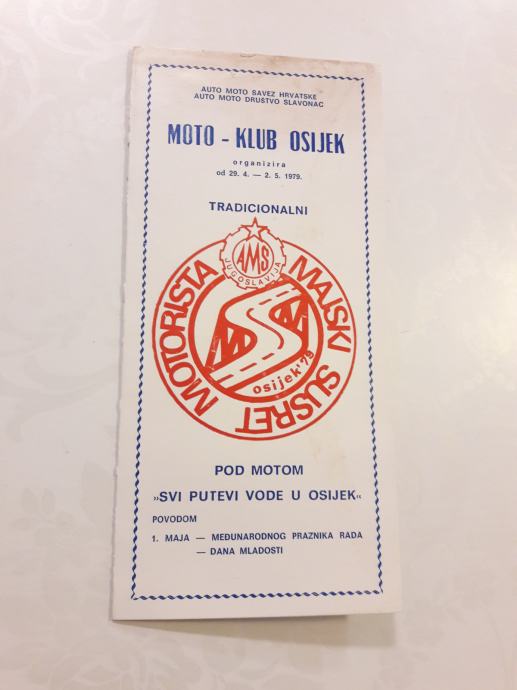 AUTO MOTO SAVEZ HRVATSKE
AUTO MOTO DRUŠTVO SLAVONAC
MOTO - KLUB OSIJEK
organizira
od 29. 4. — 2. 5. 1979.
TRADICIONALNI
AMS
JUGOSLAVIJA
MAJSKI SUSRET MOTORISTA
osijek'79
POD MOTOM
»SVI PUTEVI VODE U OSIJEK«
POVODOM
1. MAJA — MEĐUNARODNOG PRAZNIKA RADA
— DANA MLADOSTI